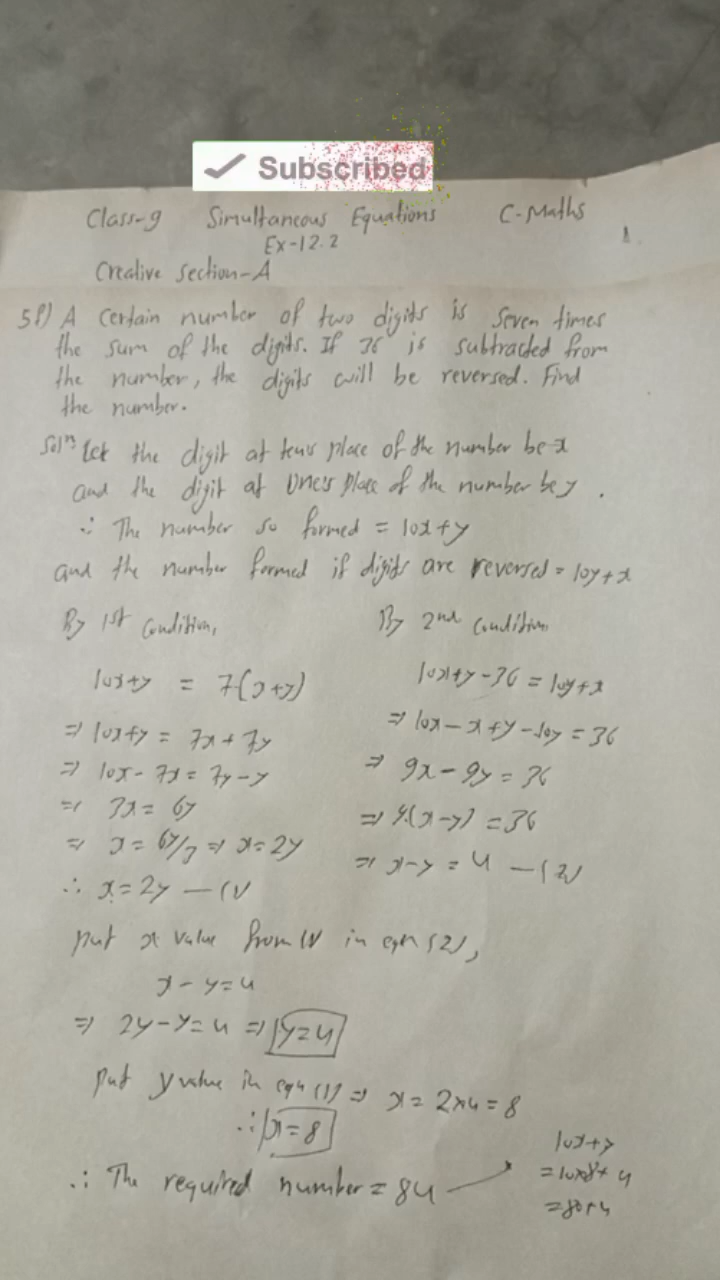 Subscribed
Class-9 Simultaneous Equations C-Maths
Ex-12.2
1
Creative Section-A
5f) A certain number of two digits is seven times
the sum of the digits. If 36 is subtracted from
the number, the digits will be reversed. Find
the number.
Solⁿ: Let the digit at ten's place of the number be x
and the digit at one's place of the number be y.
∴ The number so formed = 10x+y
and the number formed if digits are reversed = 10y+x
By 1st condition,
10x+y = 7(x+y)
⇒ 10x+y = 7x+7y
⇒ 10x-7x = 7y-y
⇒ 3x = 6y
⇒ x = 6y/3 ⇒ x=2y
∴ x=2y —(1)
By 2nd condition
10x+y-36 = 10y+x
⇒ 10x-x+y-10y = 36
⇒ 9x-9y = 36
⇒ 9(x-y) = 36
⇒ x-y = 4 —(2)
put x value from (1) in eqn (2),
x-y=4
⇒ 2y-y=4 ⇒ y=4
put y value in eqn (1) ⇒ x = 2×4 = 8
∴ x=8
∴ The required number = 84
10x+y
=10×8+4
=80+4